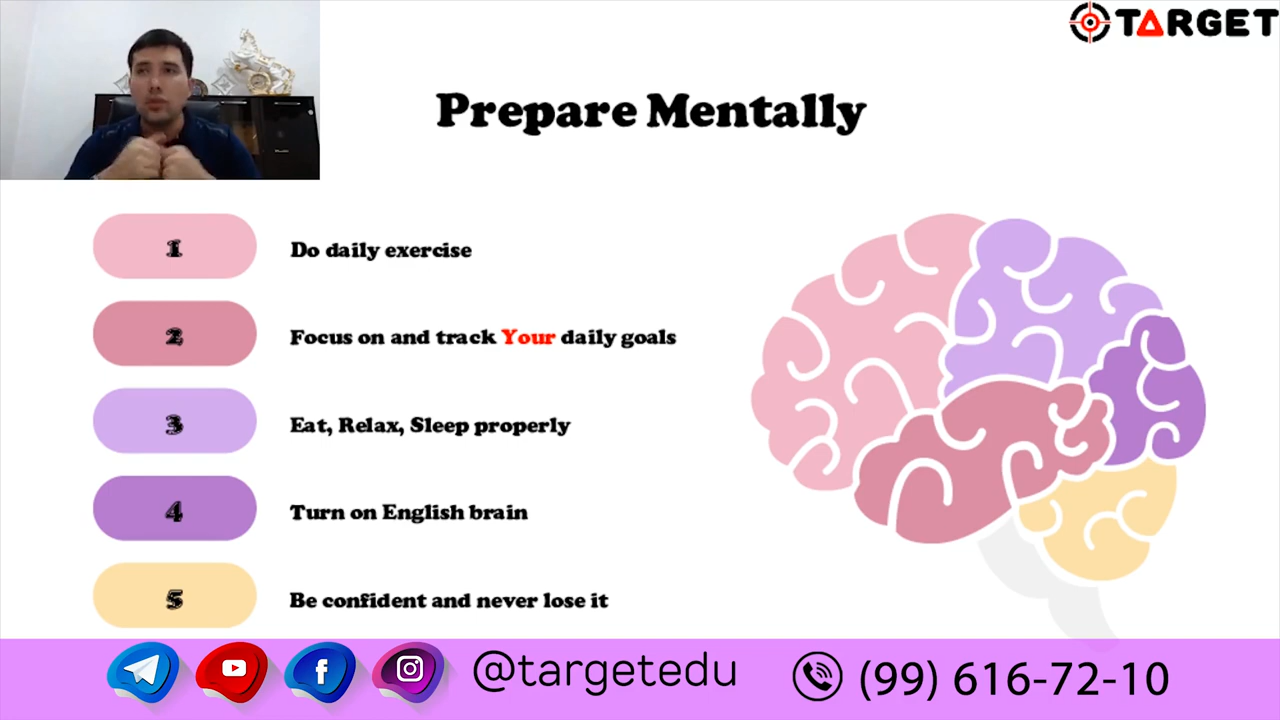 TARGET
Prepare Mentally
1
Do daily exercise
2
Focus on and track Your daily goals
3
Eat, Relax, Sleep properly
4
Turn on English brain
5
Be confident and never lose it
@targetedu
(99) 616-72-10